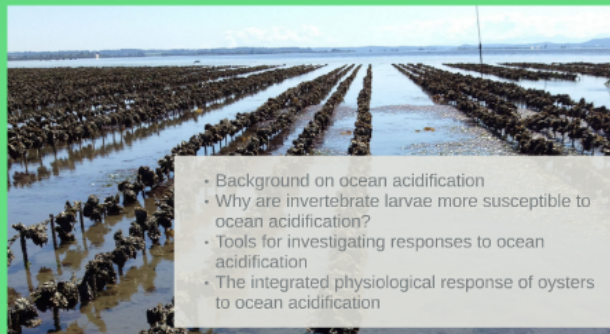 • Background on ocean acidification
• Why are invertebrate larvae more susceptible to
ocean acidification?
• Tools for investigating responses to ocean
acidification
• The integrated physiological response of oysters
to ocean acidification